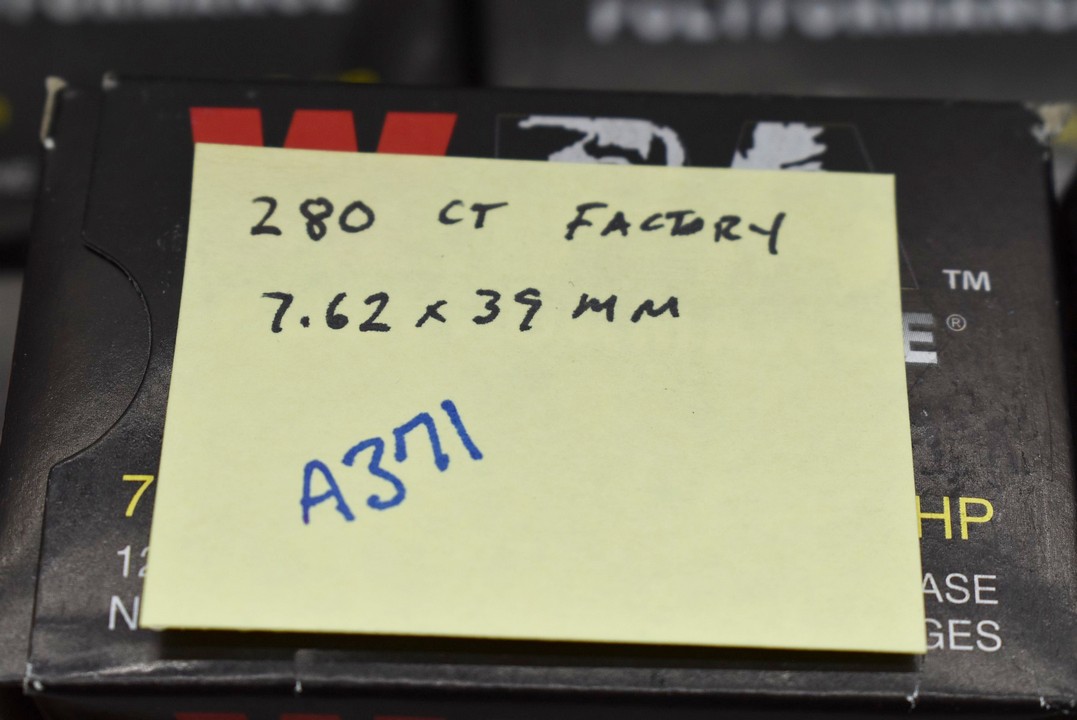 W
280 CT FACTORY
7.62 x 39 MM
TM
E®
A371
7
HP
12
ASE
N
GES